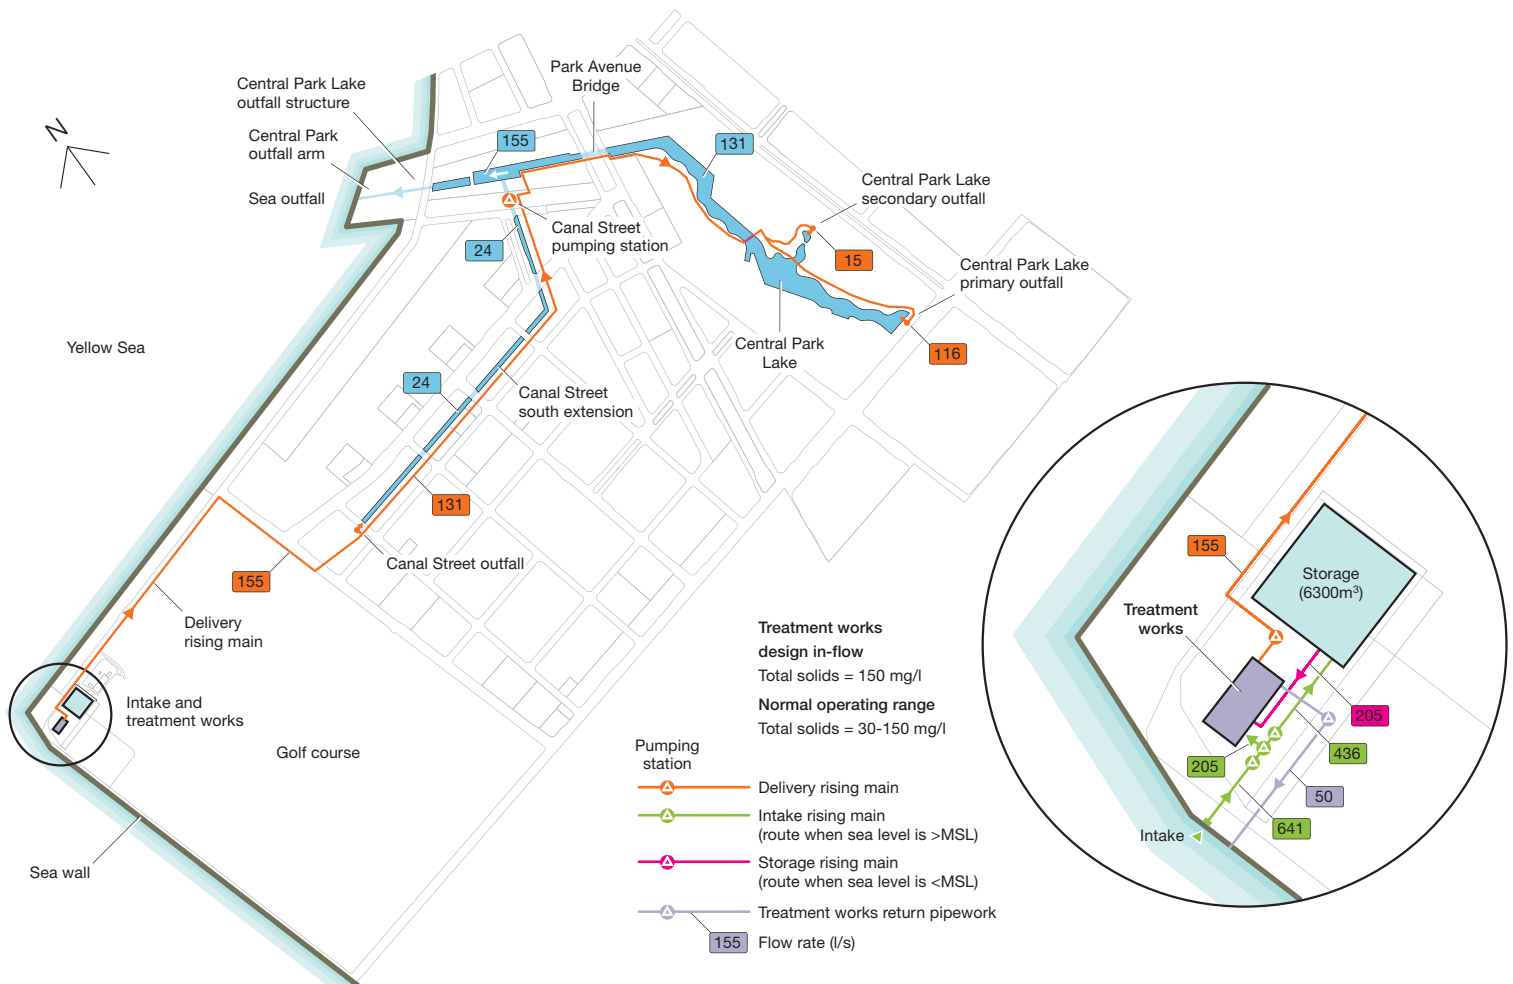 Central Park Lake
outfall structure
Central Park
outfall arm
Sea outfall
N
Park Avenue
Bridge
155
131
Central Park Lake
secondary outfall
Canal Street
pumping station
24
15
Central Park Lake
primary outfall
Yellow Sea
Central Park
Lake
116
24
Canal Street
south extension
131
Canal Street outfall
155
Delivery
rising main
Intake and
treatment works
Golf course
Sea wall
Treatment works
design in-flow
Total solids = 150 mg/l
Normal operating range
Total solids = 30-150 mg/l
Pumping
station
Delivery rising main
Intake rising main
(route when sea level is >MSL)
Storage rising main
(route when sea level is <MSL)
Treatment works return pipework
155
Flow rate (l/s)
155
Storage
(6300m³)
Treatment
works
205
436
205
50
641
Intake